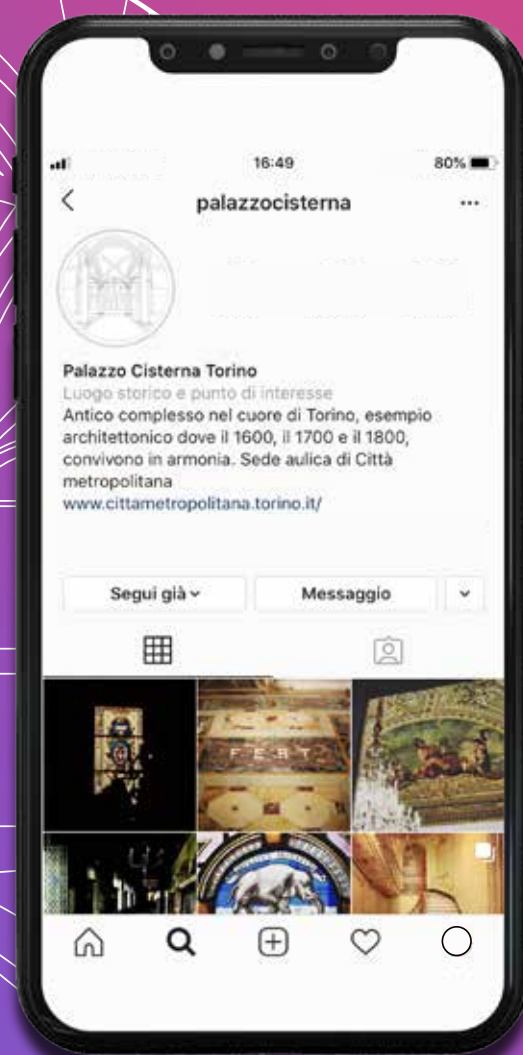 16:49
80%
palazzocisterna
Palazzo Cisterna Torino
Luogo storico e punto di interesse
Antico complesso nel cuore di Torino, esempio
architettonico dove il 1600, il 1700 e il 1800,
convivono in armonia. Sede aulica di Città
metropolitana
www.cittametropolitana.torino.it/
Segui già
Messaggio
FERT